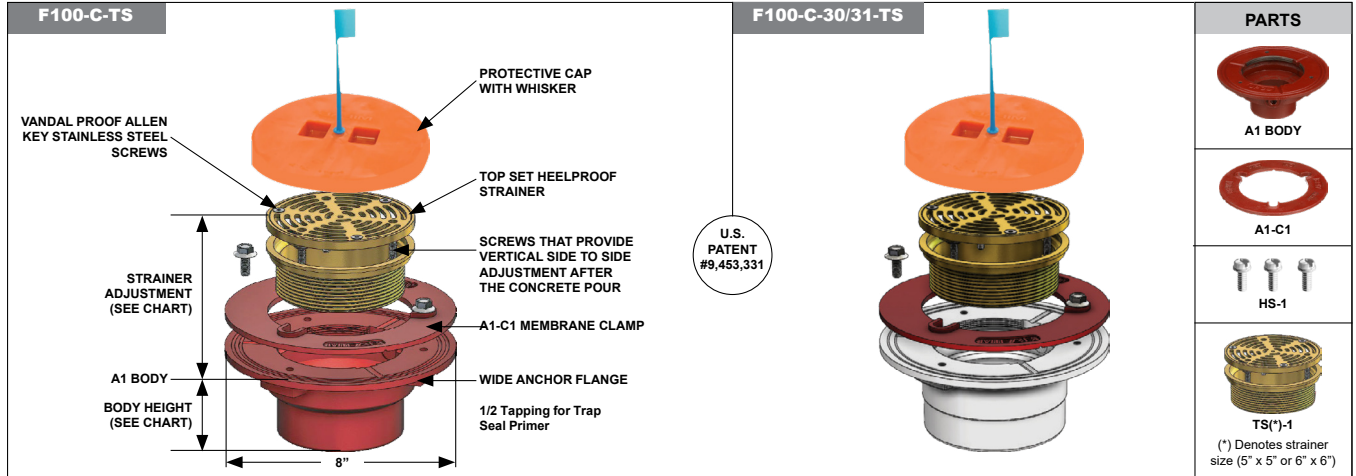 F100-C-TS
PROTECTIVE CAP
WITH WHISKER
VANDAL PROOF ALLEN
KEY STAINLESS STEEL
SCREWS
TOP SET HEELPROOF
STRAINER
SCREWS THAT PROVIDE
VERTICAL SIDE TO SIDE
ADJUSTMENT AFTER
THE CONCRETE POUR
STRAINER
ADJUSTMENT
(SEE CHART)
A1-C1 MEMBRANE CLAMP
A1 BODY
WIDE ANCHOR FLANGE
BODY HEIGHT
(SEE CHART)
1/2 Tapping for Trap
Seal Primer
8"
F100-C-30/31-TS
U.S.
PATENT
#9,453,331
PARTS
A1 BODY
A1-C1
HS-1
TS(*)-1
(*) Denotes strainer
size (5" x 5" or 6" x 6")